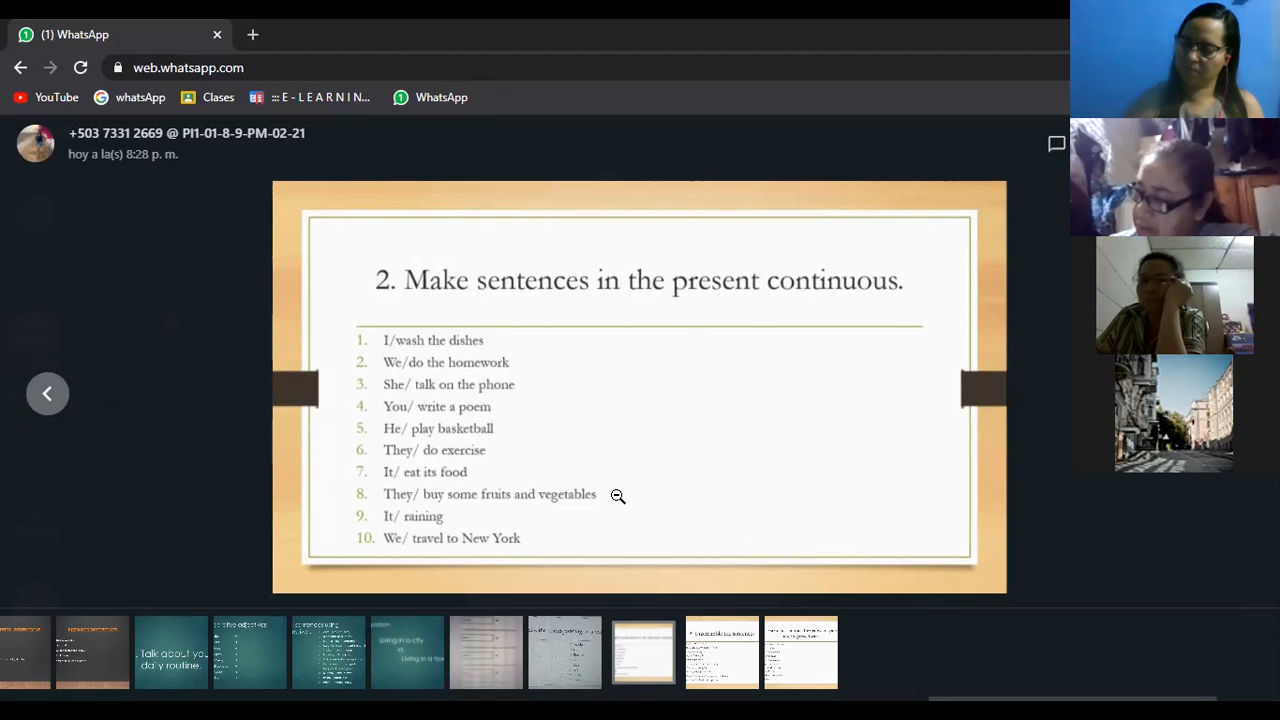 (1) WhatsApp
web.whatsapp.com
YouTube
whatsApp
Clases
::: E - L E A R N I N...
WhatsApp
+503 7331 2669 @ PI1-01-8-9-PM-02-21
hoy a la(s) 8:28 p. m.
2. Make sentences in the present continuous.
1. I/wash the dishes
2. We/do the homework
3. She/ talk on the phone
4. You/ write a poem
5. He/ play basketball
6. They/ do exercise
7. It/ eat its food
8. They/ buy some fruits and vegetables
9. It/ raining
10. We/ travel to New York
Talk about you
daily routine.
Living in a city
vs.
Living in a tow